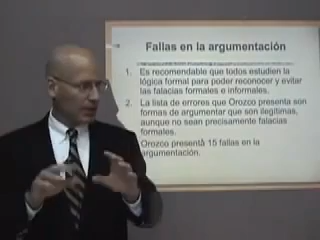 Fallas en la argumentación
1. Es recomendable que todos estudien la
lógica formal para poder reconocer y evitar
las falacias formales e informales.
2. La lista de errores que Orozco presenta son
formas de argumentar que son ilegítimas,
aunque no sean precisamente falacias
formales.
Orozco presentá 15 fallas en la
argumentación.